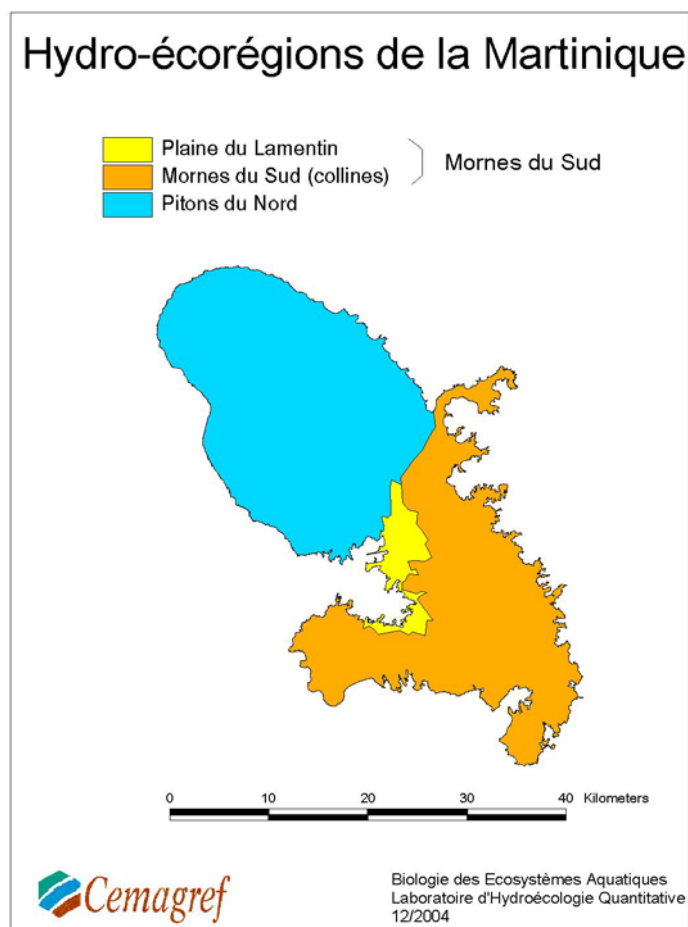 Hydro-écorégions de la Martinique
Plaine du Lamentin
Mornes du Sud (collines)
Mornes du Sud
Pitons du Nord
0 10 20 30 40 Kilometers
Cemagref
Biologie des Ecosystèmes Aquatiques
Laboratoire d'Hydroécologie Quantitative
12/2004